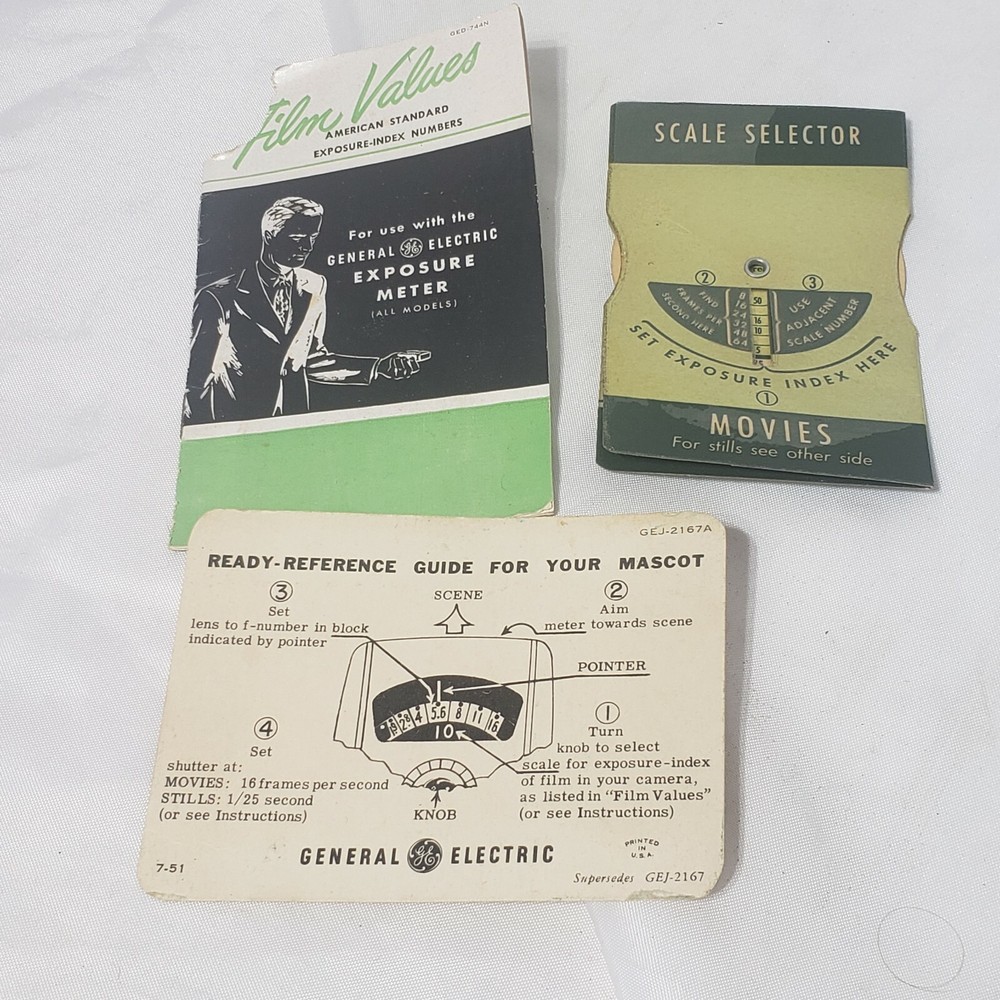 GED-744N
Film Values
AMERICAN STANDARD
EXPOSURE-INDEX NUMBERS
For use with the
GENERAL GE ELECTRIC
EXPOSURE
METER
(ALL MODELS)
SCALE SELECTOR
②
③
FIND
FRAMES PER
SECOND HERE
8
16
24
32
48
64
50
16
10
5
USE
ADJACENT
SCALE NUMBER
SET EXPOSURE INDEX HERE
①
MOVIES
For stills see other side
GEJ-2167A
READY-REFERENCE GUIDE FOR YOUR MASCOT
③
Set
lens to f-number in block
indicated by pointer
SCENE
②
Aim
meter towards scene
POINTER
2.8 4 5.6 8 11 16
10
①
Turn
knob to select
scale for exposure-index
of film in your camera,
as listed in "Film Values"
(or see Instructions)
④
Set
shutter at:
MOVIES: 16 frames per second
STILLS: 1/25 second
(or see Instructions)
KNOB
GENERAL GE ELECTRIC
PRINTED
IN
U.S.A.
7-51
Supersedes GEJ-2167